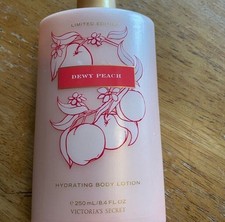 LIMITED EDITION
DEWY PEACH
HYDRATING BODY LOTION
e 250 mL/8.4 FL OZ
VICTORIA'S SECRET